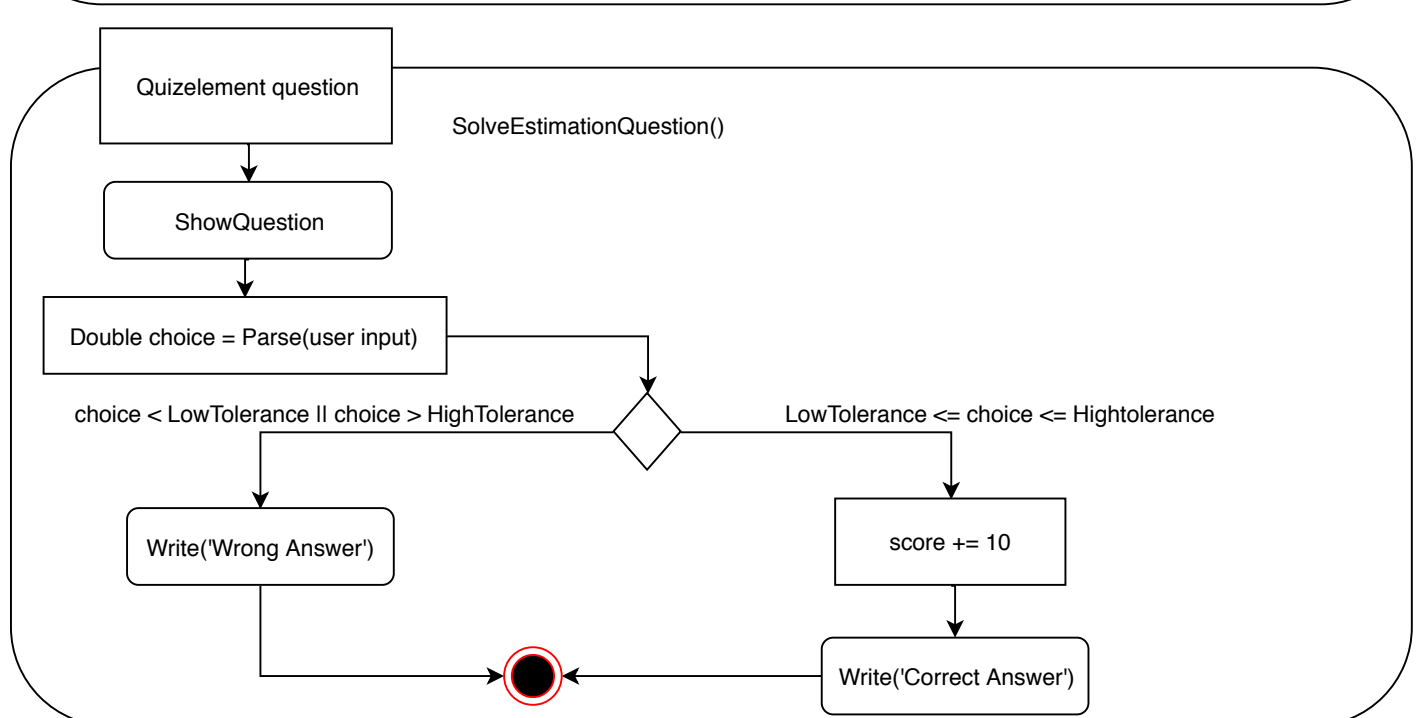 Quizelement question
SolveEstimationQuestion()
ShowQuestion
Double choice = Parse(user input)
choice < LowTolerance || choice > HighTolerance
LowTolerance <= choice <= Hightolerance
Write('Wrong Answer')
score += 10
Write('Correct Answer')